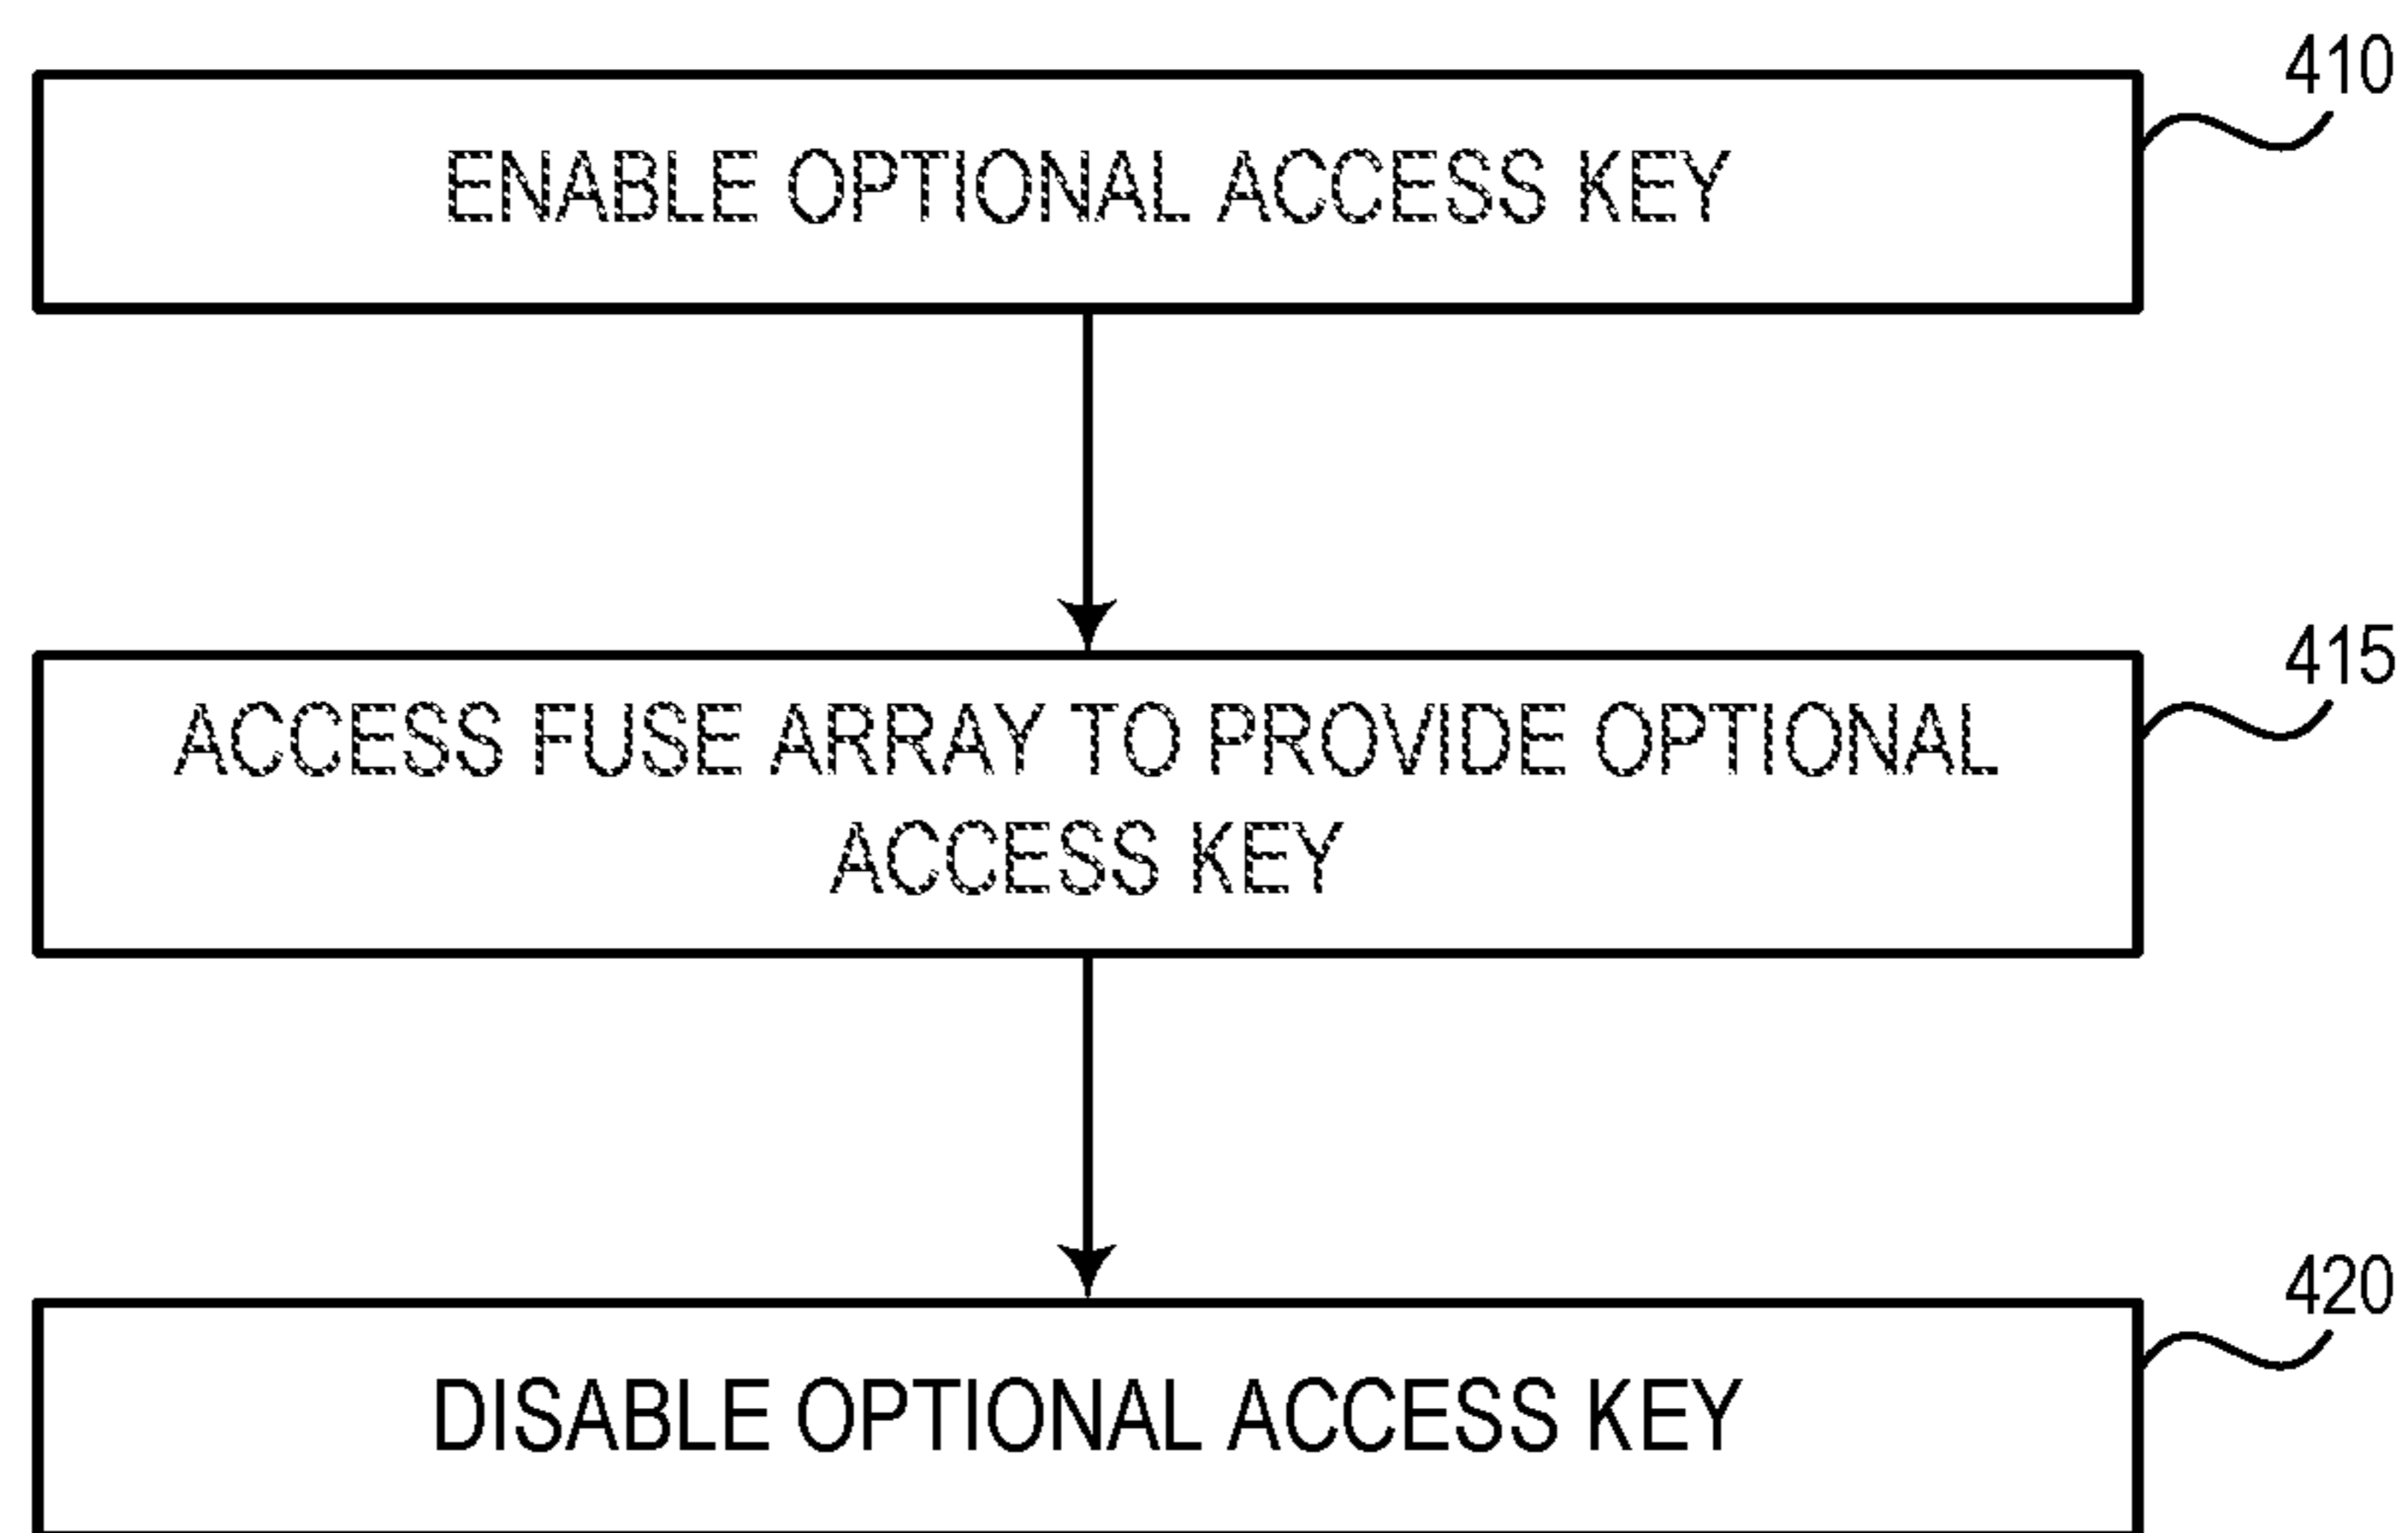 410
ENABLE OPTIONAL ACCESS KEY
415
ACCESS FUSE ARRAY TO PROVIDE OPTIONAL
ACCESS KEY
420
DISABLE OPTIONAL ACCESS KEY